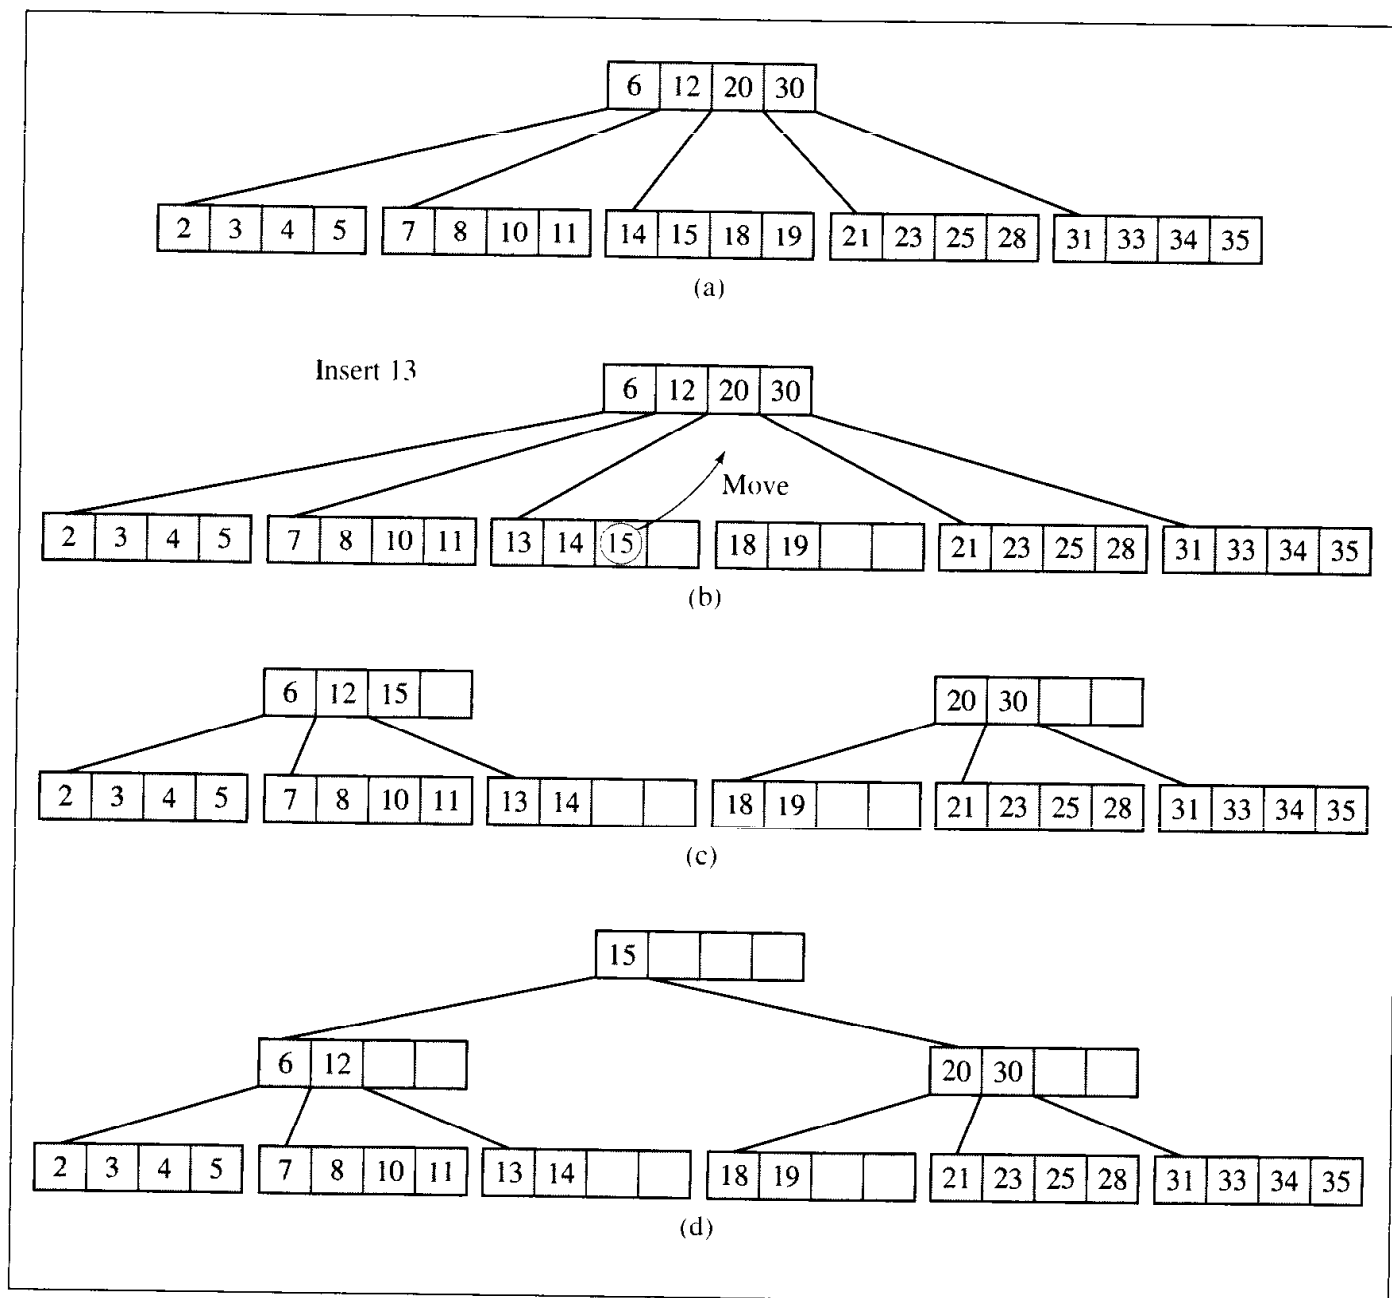 6 12 20 30
2 3 4 5 7 8 10 11 14 15 18 19 21 23 25 28 31 33 34 35
(a)
Insert 13
6 12 20 30
Move
2 3 4 5 7 8 10 11 13 14 15 18 19 21 23 25 28 31 33 34 35
(b)
6 12 15 20 30
2 3 4 5 7 8 10 11 13 14 18 19 21 23 25 28 31 33 34 35
(c)
15
6 12 20 30
2 3 4 5 7 8 10 11 13 14 18 19 21 23 25 28 31 33 34 35
(d)